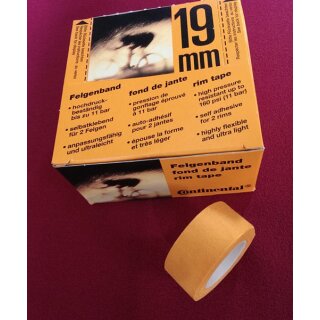 19
mm
Felgenband
• hochdruck-
beständig
bis zu 11 bar
• selbstklebend
für 2 Felgen
• anpassungsfähig
und ultraleicht
fond de jante
• pression de
gonflage éprouvé
à 11 bar
• auto-adhésif
pour 2 jantes
• épouse la forme
et très léger
rim tape
• high pressure
resistant up to
160 psi (11 bar)
• self adhesive
for 2 rims
• highly flexible
and ultra light
Felgenband
fond de jante
rim tape
Continental®